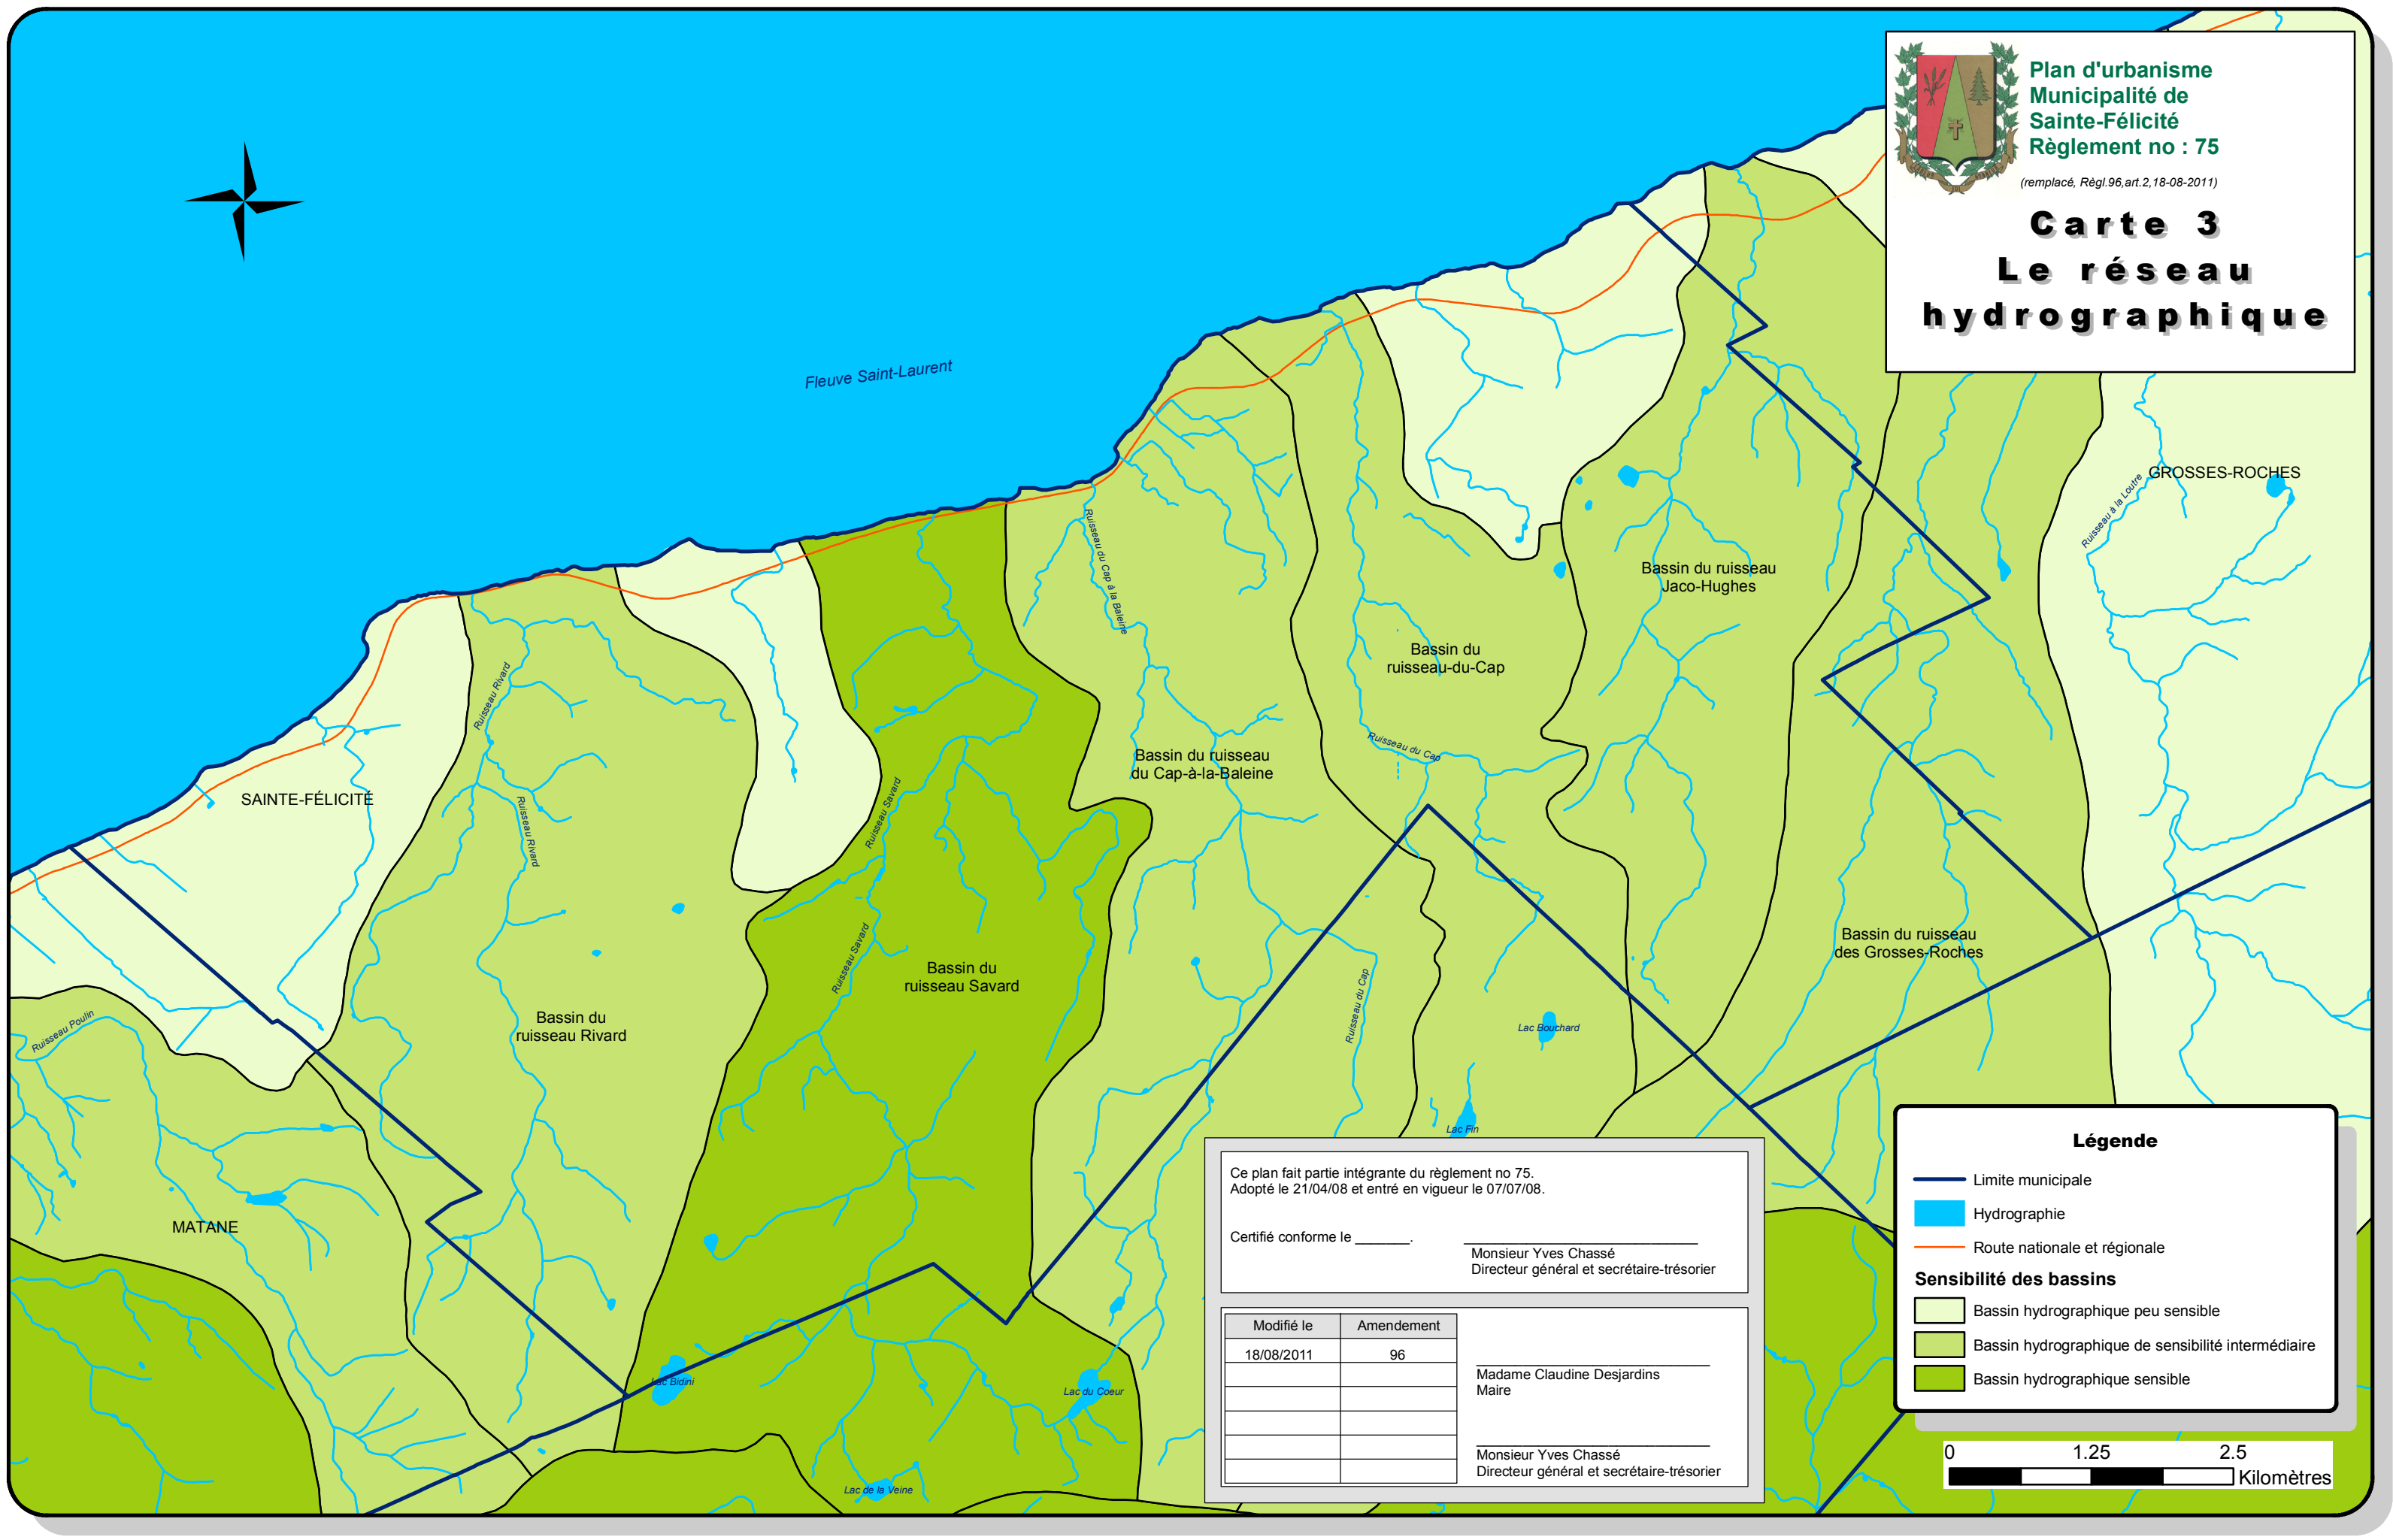 Plan d'urbanisme
Municipalité de
Sainte-Félicité
Règlement no : 75
(remplacé, Règl.96,art.2,18-08-2011)
Carte 3
Le réseau
hydrographique
Fleuve Saint-Laurent
GROSSES-ROCHES
Ruisseau à la Loutre
Ruisseau du Cap à la Baleine
Bassin du ruisseau
Jaco-Hughes
Bassin du
ruisseau-du-Cap
Ruisseau Rivard
Ruisseau du Cap
Bassin du ruisseau
du Cap-à-la-Baleine
SAINTE-FÉLICITÉ
Ruisseau Savard
Ruisseau Rivard
Bassin du ruisseau
des Grosses-Roches
Ruisseau Savard
Bassin du
ruisseau Savard
Ruisseau du Cap
Bassin du
ruisseau Rivard
Ruisseau Poulin
Lac Bouchard
Lac Fin
MATANE
Lac Bidini
Lac du Coeur
Lac de la Veine
Ce plan fait partie intégrante du règlement no 75.
Adopté le 21/04/08 et entré en vigueur le 07/07/08.
Certifié conforme le _______.
Monsieur Yves Chassé
Directeur général et secrétaire-trésorier
Modifié le Amendement
18/08/2011 96
Madame Claudine Desjardins
Maire
Monsieur Yves Chassé
Directeur général et secrétaire-trésorier
Légende
Limite municipale
Hydrographie
Route nationale et régionale
Sensibilité des bassins
Bassin hydrographique peu sensible
Bassin hydrographique de sensibilité intermédiaire
Bassin hydrographique sensible
0 1.25 2.5
Kilomètres